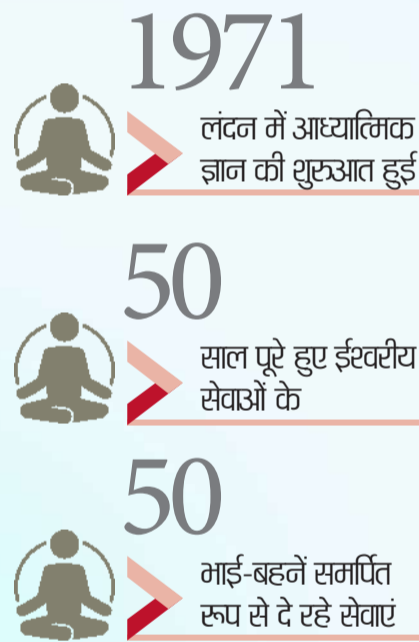 1971
लंदन में आध्यात्मिक
ज्ञान की शुरुआत हुई
50
साल पूरे हुए ईश्वरीय
सेवाओं के
50
भाई-बहनें समर्पित
रूप से दे रहे सेवाएं